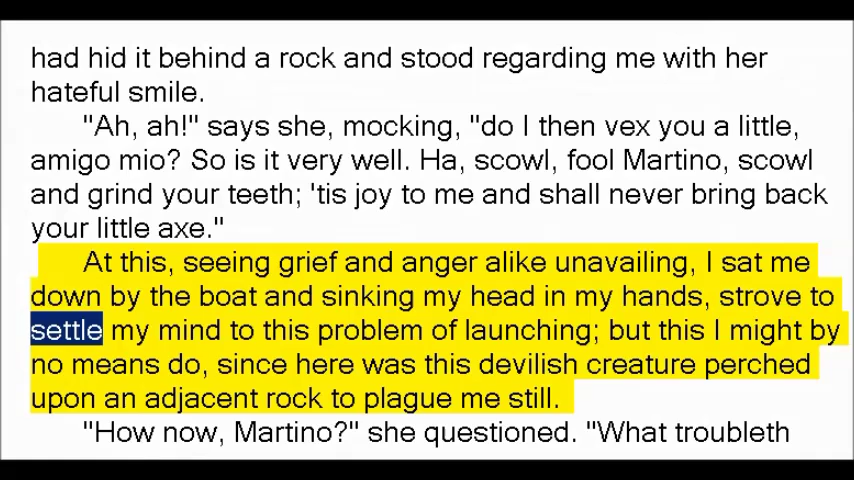 had hid it behind a rock and stood regarding me with her
hateful smile.
"Ah, ah!" says she, mocking, "do I then vex you a little,
amigo mio? So is it very well. Ha, scowl, fool Martino, scowl
and grind your teeth; 'tis joy to me and shall never bring back
your little axe."
At this, seeing grief and anger alike unavailing, I sat me
down by the boat and sinking my head in my hands, strove to
settle my mind to this problem of launching; but this I might by
no means do, since here was this devilish creature perched
upon an adjacent rock to plague me still.
"How now, Martino?" she questioned. "What troubleth